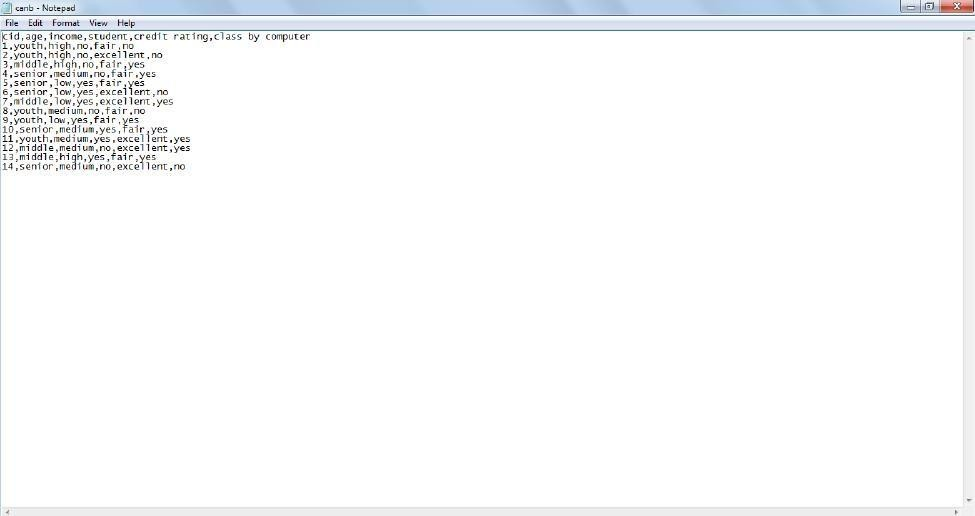 canb - Notepad
File Edit Format View Help
cid,age,income,student,credit rating,class by computer
1,youth,high,no,fair,no
2,youth,high,no,excellent,no
3,middle,high,no,fair,yes
4,senior,medium,no,fair,yes
5,senior,low,yes,fair,yes
6,senior,low,yes,excellent,no
7,middle,low,yes,excellent,yes
8,youth,medium,no,fair,no
9,youth,low,yes,fair,yes
10,senior,medium,yes,fair,yes
11,youth,medium,yes,excellent,yes
12,middle,medium,no,excellent,yes
13,middle,high,yes,fair,yes
14,senior,medium,no,excellent,no